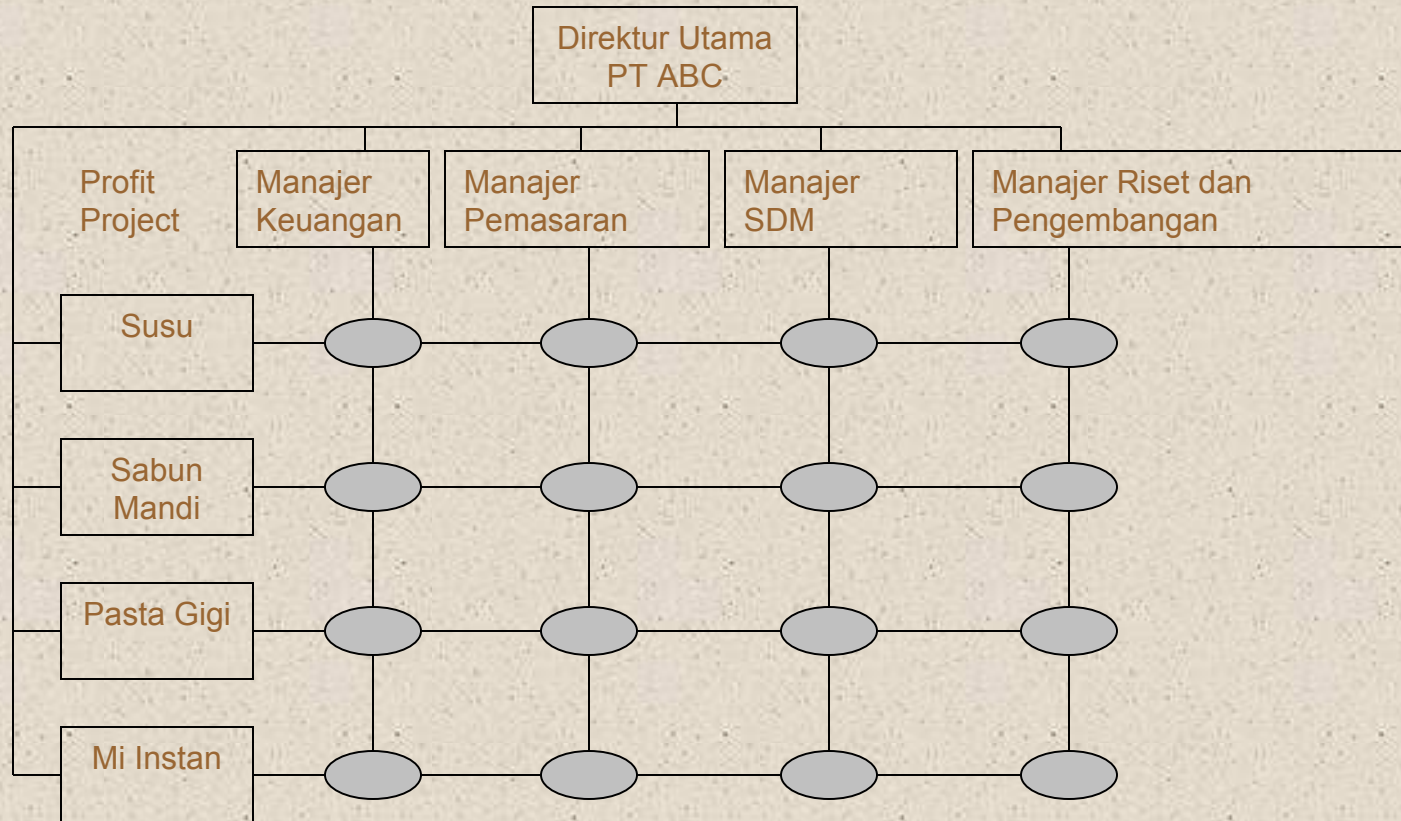 Direktur Utama
PT ABC
Profit
Project
Manajer
Keuangan
Manajer
Pemasaran
Manajer
SDM
Manajer Riset dan
Pengembangan
Susu
Sabun
Mandi
Pasta Gigi
Mi Instan